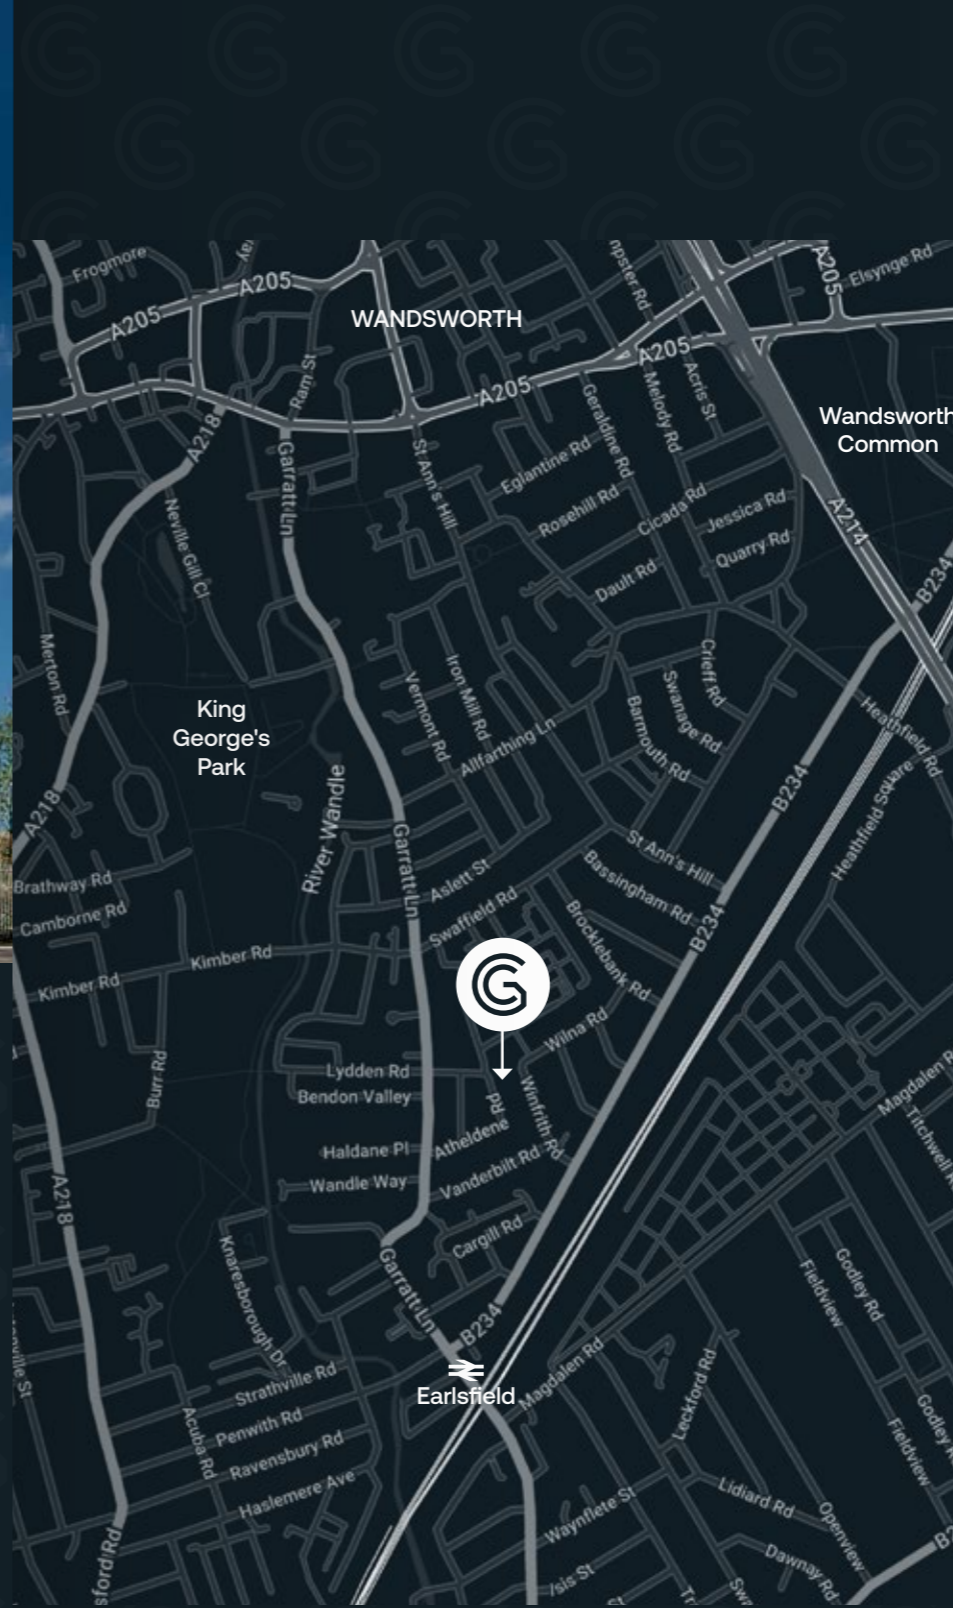 Frogmore
A205
A205
WANDSWORTH
A205
Elsynge Rd
A205
A205
Ram St
Acris St
Melody Rd
Geraldine Rd
Wandsworth
Common
A218
Garratt Ln
St Ann's Hill
Eglantine Rd
Rosehill Rd
Cicada Rd
Jessica Rd
Quarry Rd
A214
Neville Gill Cl
Dault Rd
B234
Merton Rd
Crieff Rd
Iron Mill Rd
Vermont Rd
Swanage Rd
Barmouth Rd
Allfarthing Ln
Heathfield Rd
King
George's
Park
River Wandle
B234
Heathfield Square
A218
Garratt Ln
St Ann's Hill
Bassingham Rd
Brathway Rd
Aslett St
Camborne Rd
Swaffield Rd
Brocklebank Rd
B234
Kimber Rd
Kimber Rd
G
Wilna Rd
Burr Rd
Lydden Rd
Bendon Valley
Winfrith Rd
Magdalen R
Titchwell R
Haldane Pl
Atheldene
Rd
Wandle Way
Vanderbilt Rd
A218
Cargill Rd
Knaresborough Dr
Garratt Ln
B234
Godley Rd
Fieldview
Earlsfield
Magdalen Rd
Leckford Rd
Strathville Rd
Acuba Rd
Penwith Rd
Ravensbury Rd
Haslemere Ave
Godley
Fieldview
Waynflete St
Lidiard Rd
Openview
Dawnay Rd
Isis St
sford Rd